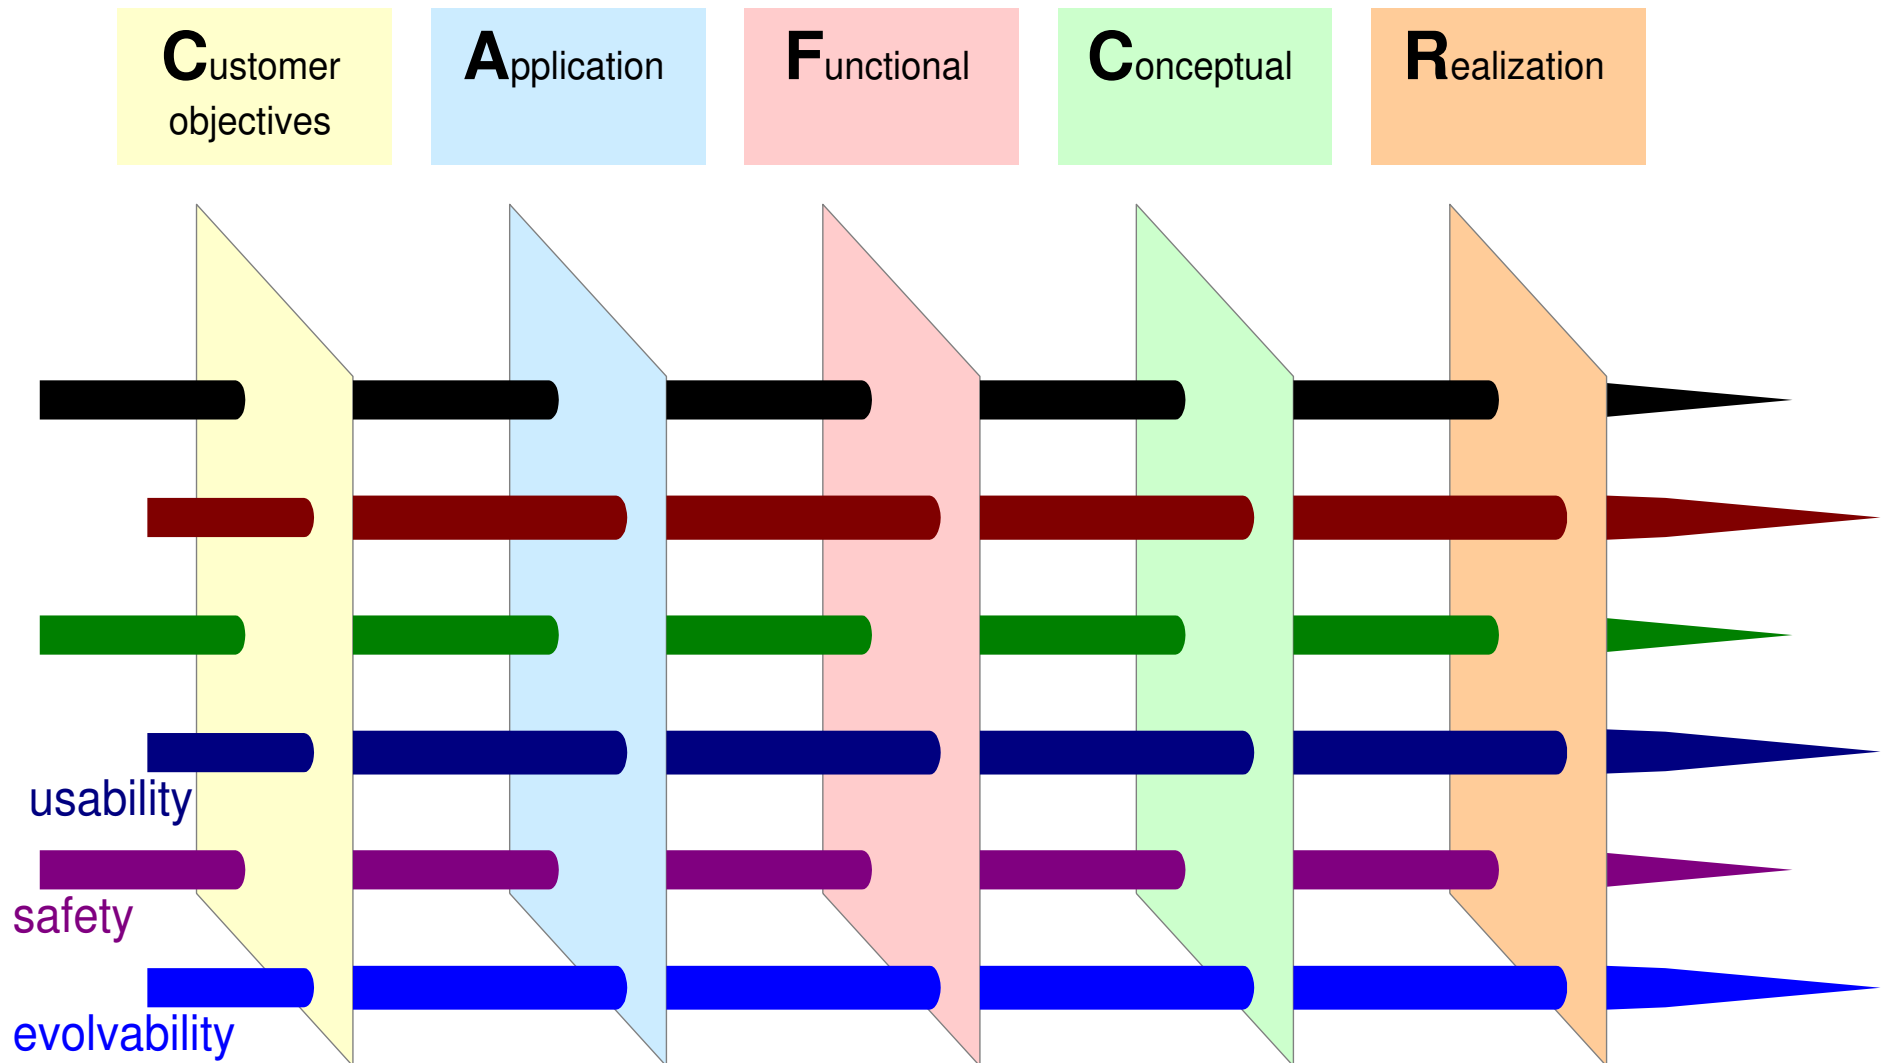 Customer
objectives
Application
Functional
Conceptual
Realization
usability
safety
evolvability